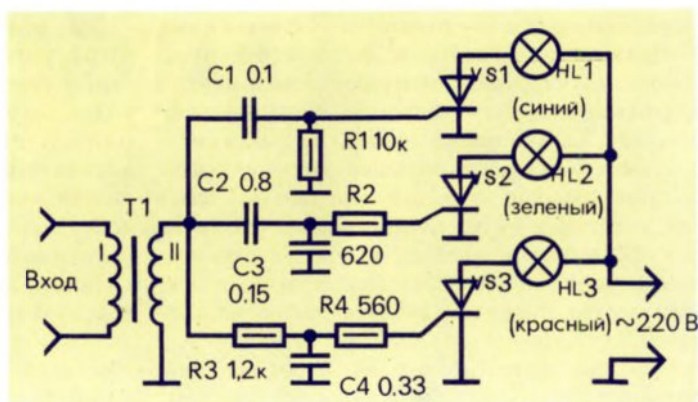 C1 0.1
VS1
HL1
(синий)
R1 10к
C2 0.8
R2
VS2
HL2
(зеленый)
T1
I
II
Вход
C3
0.15
620
VS3
HL3
R4 560
(красный) ~220 В
R3 1,2к
C4 0.33